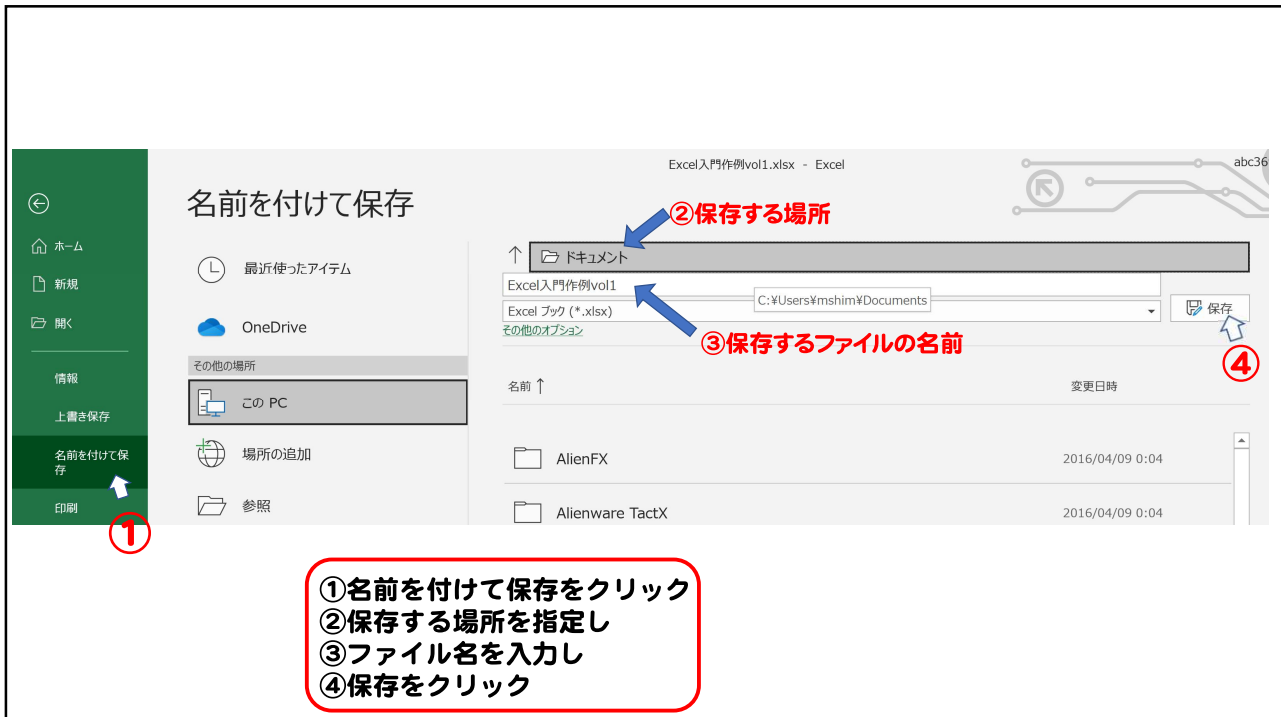 Excel入門作例vol1.xlsx - Excel
abc36
名前を付けて保存
②保存する場所
ホーム
新規
開く
情報
上書き保存
名前を付けて保
存
印刷
①
最近使ったアイテム
OneDrive
その他の場所
この PC
場所の追加
参照
↑ ドキュメント
Excel入門作例vol1
Excel ブック (*.xlsx)
C:¥Users¥mshim¥Documents
保存
その他のオプション
③保存するファイルの名前
④
名前 ↑ 変更日時
AlienFX 2016/04/09 0:04
Alienware TactX 2016/04/09 0:04
①名前を付けて保存をクリック
②保存する場所を指定し
③ファイル名を入力し
④保存をクリック